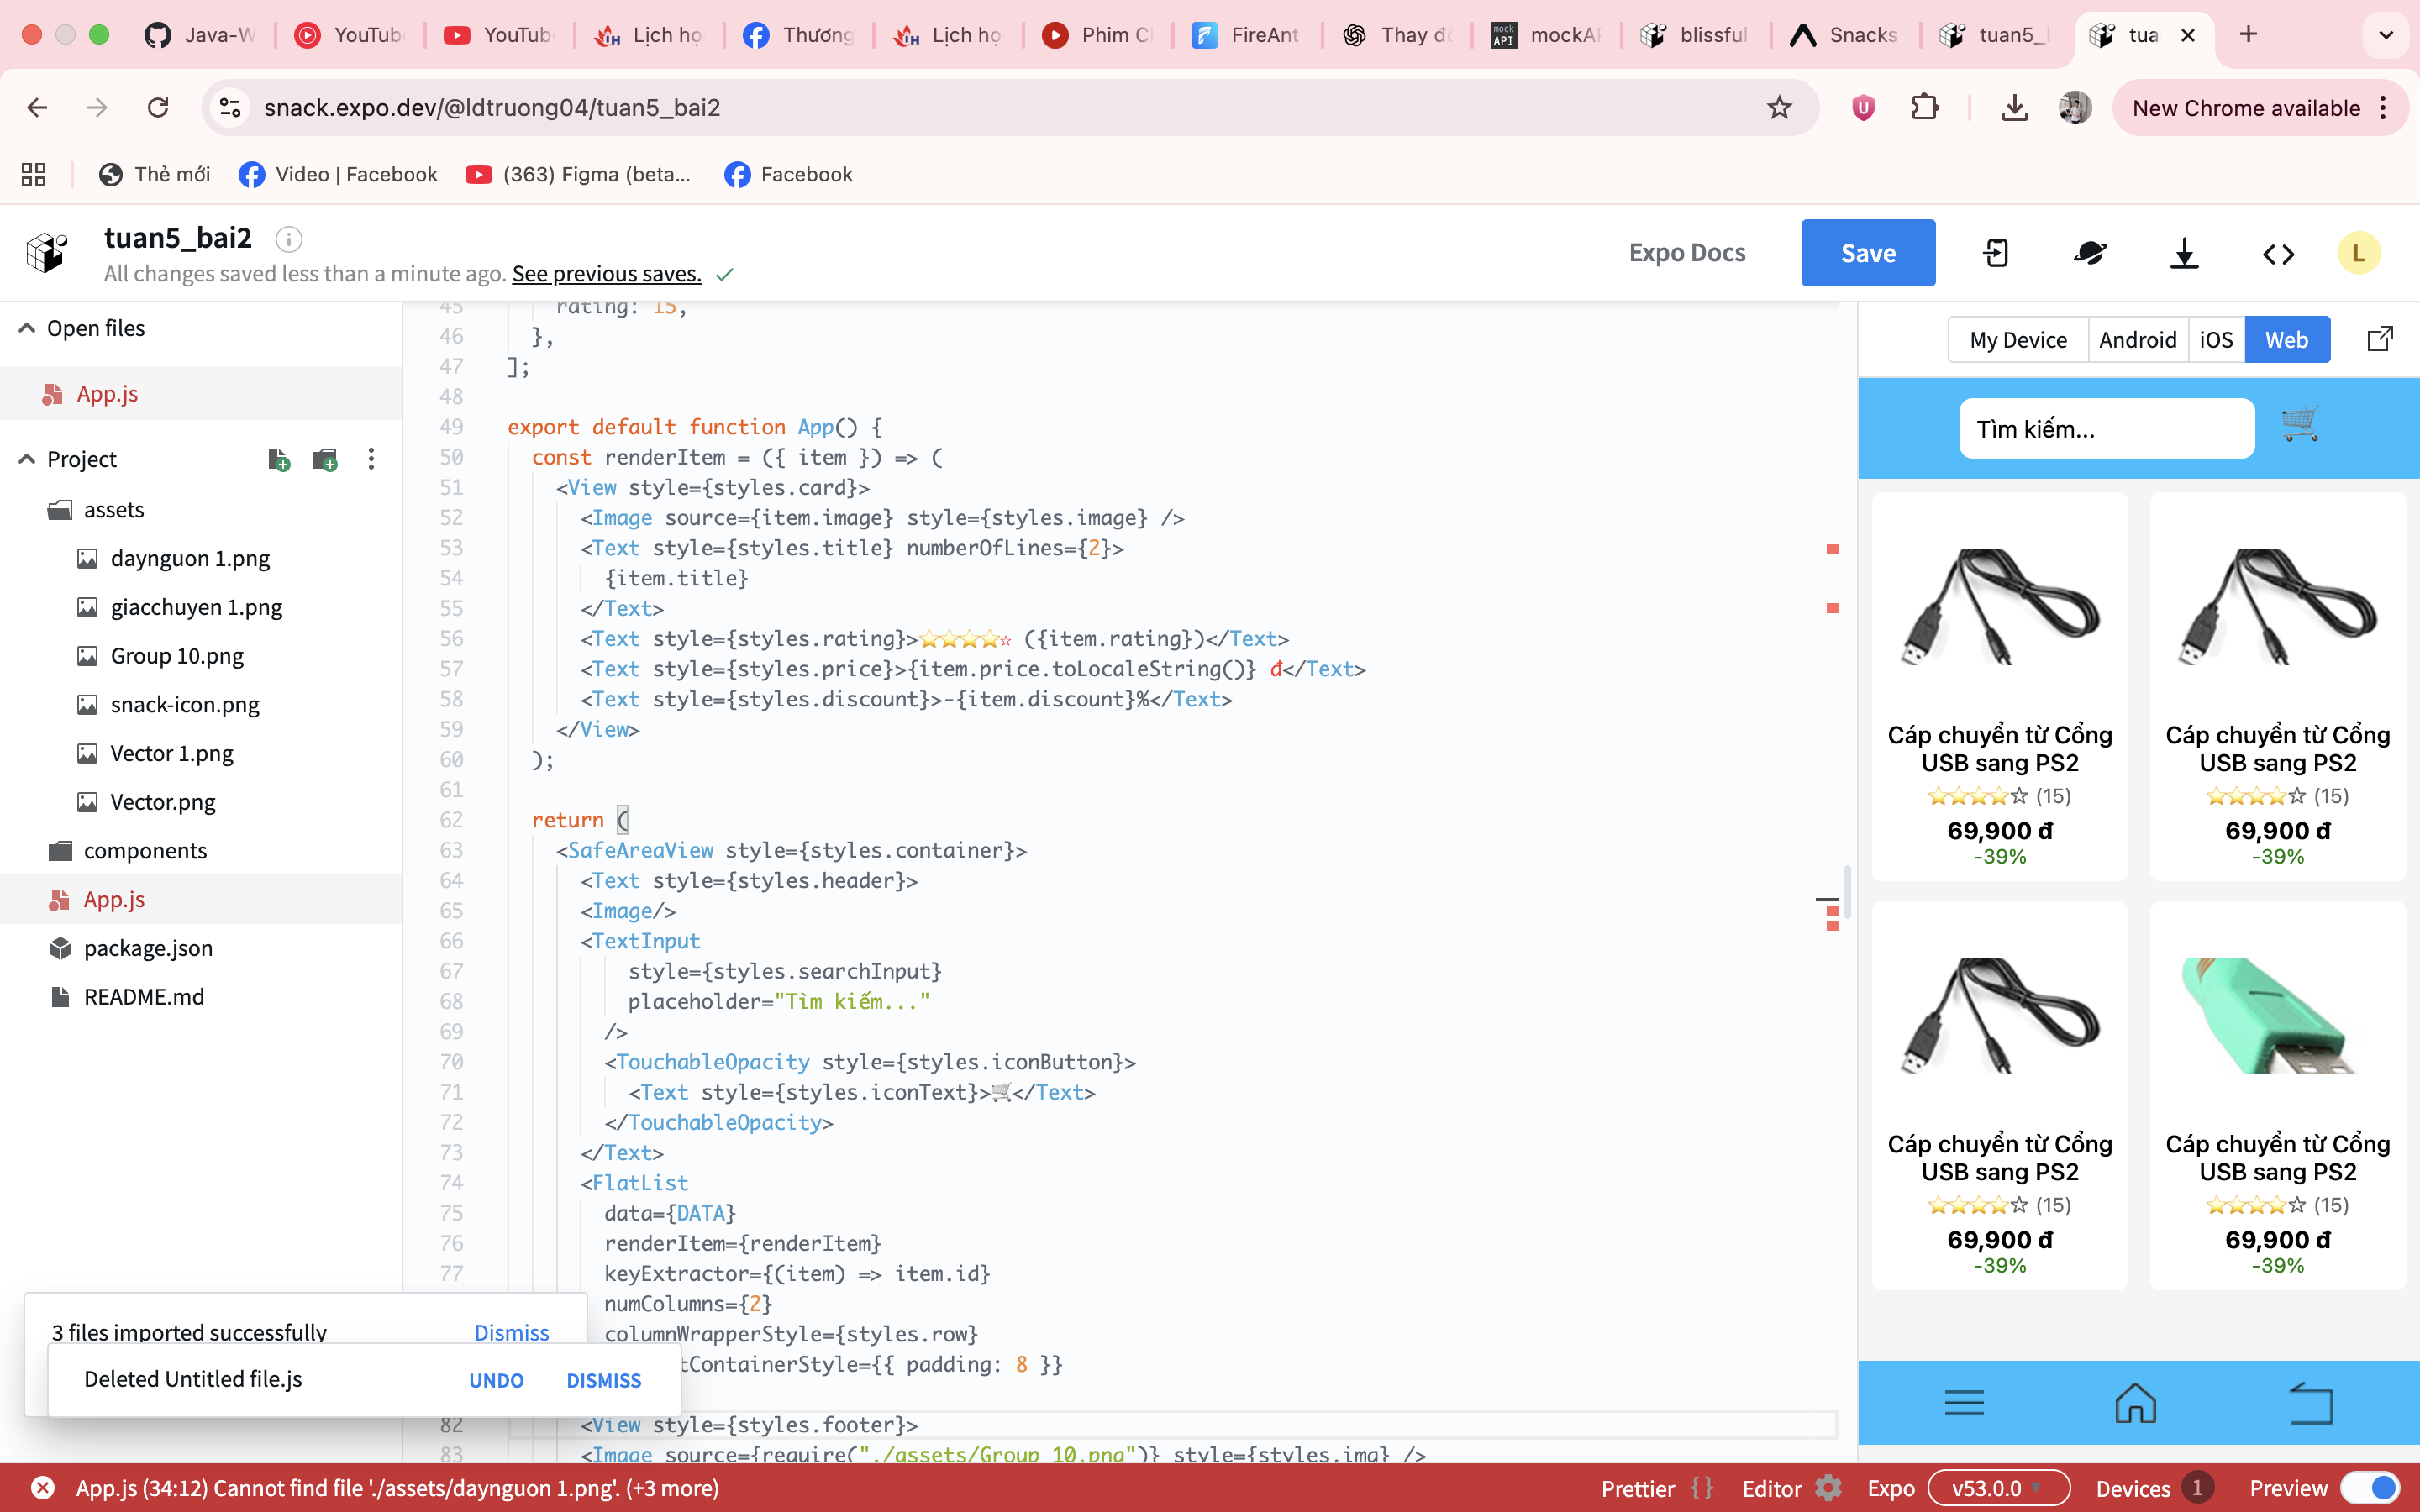 Java-W
YouTub
YouTub
Lịch họ
Thương
Lịch họ
Phim C
FireAnt
Thay đổ
mockAP
blissful
Snacks
tuan5_b
tua
snack.expo.dev/@ldtruong04/tuan5_bai2
New Chrome available
Thẻ mới
Video | Facebook
(363) Figma (beta...
Facebook
tuan5_bai2
All changes saved less than a minute ago. See previous saves.
Expo Docs
Save
L
Open files
App.js
Project
assets
daynguon 1.png
giacchuyen 1.png
Group 10.png
snack-icon.png
Vector 1.png
Vector.png
components
App.js
package.json
README.md
3 files imported successfully Dismiss
Deleted Untitled file.js UNDO DISMISS
45 rating: 15,
46 },
47 ];
48
49 export default function App() {
50 const renderItem = ({ item }) => (
51 <View style={styles.card}>
52 <Image source={item.image} style={styles.image} />
53 <Text style={styles.title} numberOfLines={2}>
54 {item.title}
55 </Text>
56 <Text style={styles.rating}>⭐⭐⭐⭐☆ ({item.rating})</Text>
57 <Text style={styles.price}>{item.price.toLocaleString()} đ</Text>
58 <Text style={styles.discount}>-{item.discount}%</Text>
59 </View>
60 );
61
62 return (
63 <SafeAreaView style={styles.container}>
64 <Text style={styles.header}>
65 <Image/>
66 <TextInput
67 style={styles.searchInput}
68 placeholder="Tìm kiếm..."
69 />
70 <TouchableOpacity style={styles.iconButton}>
71 <Text style={styles.iconText}>🛒</Text>
72 </TouchableOpacity>
73 </Text>
74 <FlatList
75 data={DATA}
76 renderItem={renderItem}
77 keyExtractor={(item) => item.id}
numColumns={2}
columnWrapperStyle={styles.row}
tContainerStyle={{ padding: 8 }}
82 <View style={styles.footer}>
83 <Image source={require("./assets/Group 10.png")} style={styles.img} />
My Device
Android
iOS
Web
Tìm kiếm...
Cáp chuyển từ Cổng
USB sang PS2
⭐⭐⭐⭐☆ (15)
69,900 đ
-39%
Cáp chuyển từ Cổng
USB sang PS2
⭐⭐⭐⭐☆ (15)
69,900 đ
-39%
Cáp chuyển từ Cổng
USB sang PS2
⭐⭐⭐⭐☆ (15)
69,900 đ
-39%
Cáp chuyển từ Cổng
USB sang PS2
⭐⭐⭐⭐☆ (15)
69,900 đ
-39%
App.js (34:12) Cannot find file './assets/daynguon 1.png'. (+3 more)
Prettier {}
Editor
Expo
v53.0.0
Devices 1
Preview